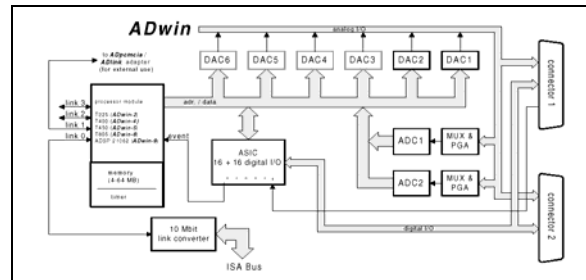 ADwin
analog I/O
to ADpcmcia /
ADlink adapter
(for external use)
DAC6
DAC5
DAC4
DAC3
DAC2
DAC1
connector 1
link 3
link 2
link 1
link 0
processor module
T225 (ADwin-2)
T400 (ADwin-4)
T450 (ADwin-5)
T805 (ADwin-8)
ADSP 21062 (ADwin-9)
adr. / data
event
memory
(4-64 MB)
timer
ASIC
16 + 16 digital I/O
ADC1
MUX &
PGA
ADC2
MUX &
PGA
connector 2
digital I/O
10 Mbit
link converter
ISA Bus